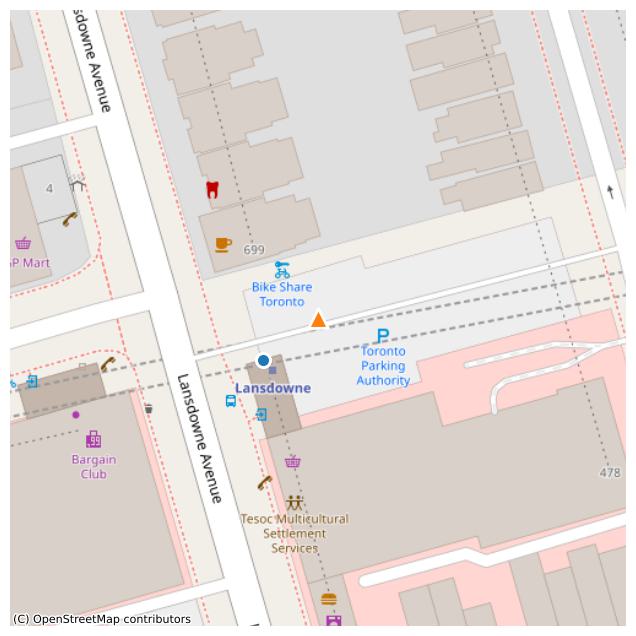 sdowne Avenue
4
P Mart
699
Bike Share
Toronto
Toronto
Parking
Authority
Lansdowne
Lansdowne Avenue
Bargain
Club
478
Tesoc Multicultural
Settlement
Services
(C) OpenStreetMap contributors